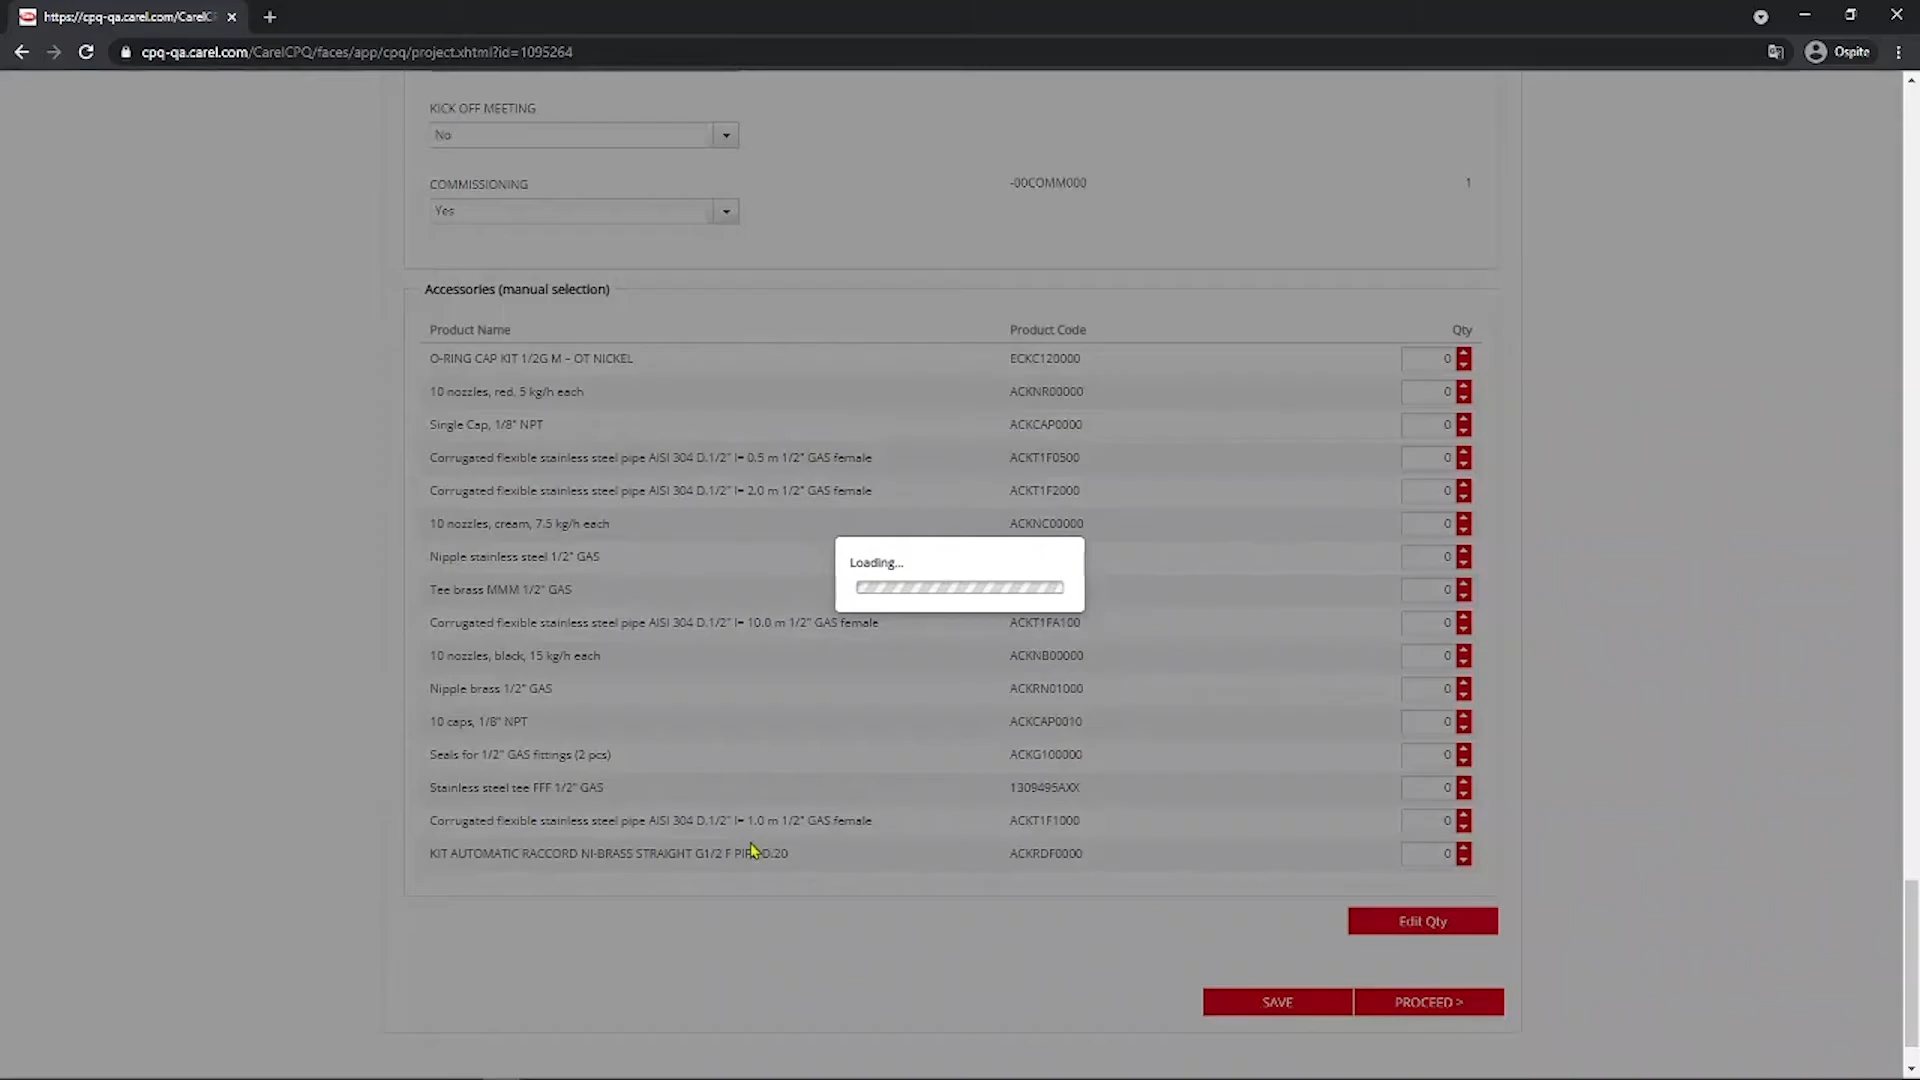 https://cpq-qa.carel.com/CarelC
cpq-qa.carel.com/CarelCPQ/faces/app/cpq/project.xhtml?id=1095264
Ospite
KICK OFF MEETING
No
COMMISSIONING -00COMM000 1
Yes
Accessories (manual selection)
Product Name Product Code Qty
O-RING CAP KIT 1/2G M – OT NICKEL ECKC120000 0
10 nozzles, red, 5 kg/h each ACKNR00000 0
Single Cap, 1/8" NPT ACKCAP0000 0
Corrugated flexible stainless steel pipe AISI 304 D.1/2" l= 0.5 m 1/2" GAS female ACKT1F0500 0
Corrugated flexible stainless steel pipe AISI 304 D.1/2" l= 2.0 m 1/2" GAS female ACKT1F2000 0
10 nozzles, cream, 7.5 kg/h each ACKNC00000 0
Nipple stainless steel 1/2" GAS 0
Loading...
Tee brass MMM 1/2" GAS 0
Corrugated flexible stainless steel pipe AISI 304 D.1/2" l= 10.0 m 1/2" GAS female ACKT1FA100 0
10 nozzles, black, 15 kg/h each ACKNB00000 0
Nipple brass 1/2" GAS ACKRN01000 0
10 caps, 1/8" NPT ACKCAP0010 0
Seals for 1/2" GAS fittings (2 pcs) ACKG100000 0
Stainless steel tee FFF 1/2" GAS 1309495AXX 0
Corrugated flexible stainless steel pipe AISI 304 D.1/2" l= 1.0 m 1/2" GAS female ACKT1F1000 0
KIT AUTOMATIC RACCORD NI-BRASS STRAIGHT G1/2 F D.20 ACKRDF0000 0
Edit Qty
SAVE PROCEED >